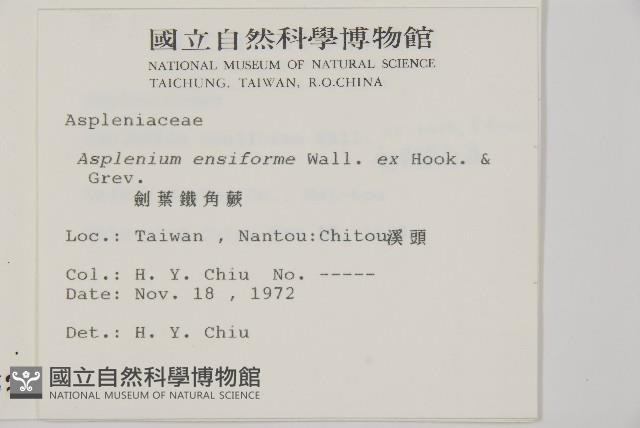 國立自然科學博物館
NATIONAL MUSEUM OF NATURAL SCIENCE
TAICHUNG, TAIWAN, R.O.CHINA
Aspleniaceae
Asplenium ensiforme Wall. ex Hook. &
Grev.
劍葉鐵角蕨
Loc.: Taiwan , Nantou:Chitou溪頭
Col.: H. Y. Chiu No. -----
Date: Nov. 18 , 1972
Det.: H. Y. Chiu
國立自然科學博物館
NATIONAL MUSEUM OF NATURAL SCIENCE